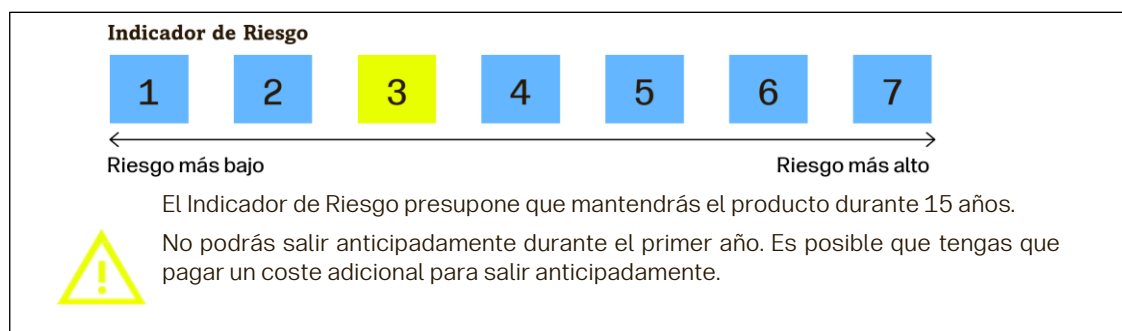 Indicador de Riesgo
1 2 3 4 5 6 7
Riesgo más bajo Riesgo más alto
El Indicador de Riesgo presupone que mantendrás el producto durante 15 años.
No podrás salir anticipadamente durante el primer año. Es posible que tengas que
pagar un coste adicional para salir anticipadamente.